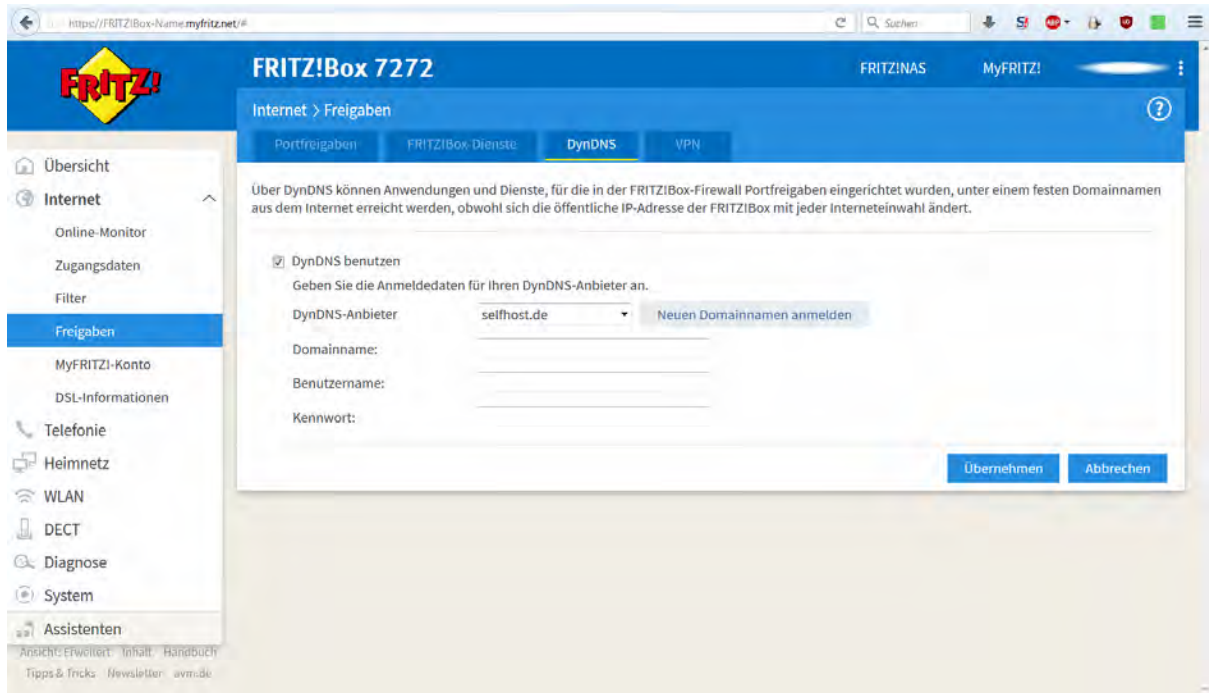 https://FRITZ!Box-Name.myfritz.net/#
Suchen
FRITZ!
FRITZ!Box 7272
FRITZ!NAS
MyFRITZ!
Internet > Freigaben
Portfreigaben
FRITZ!Box-Dienste
DynDNS
VPN
Übersicht
Internet
Online-Monitor
Zugangsdaten
Filter
Freigaben
MyFRITZ!-Konto
DSL-Informationen
Telefonie
Heimnetz
WLAN
DECT
Diagnose
System
Assistenten
Ansicht: Erweitert Inhalt Handbuch
Tipps & Tricks Newsletter avm.de
Über DynDNS können Anwendungen und Dienste, für die in der FRITZ!Box-Firewall Portfreigaben eingerichtet wurden, unter einem festen Domainnamen
aus dem Internet erreicht werden, obwohl sich die öffentliche IP-Adresse der FRITZ!Box mit jeder Interneteinwahl ändert.
DynDNS benutzen
Geben Sie die Anmeldedaten für Ihren DynDNS-Anbieter an.
DynDNS-Anbieter selfhost.de Neuen Domainnamen anmelden
Domainname:
Benutzername:
Kennwort:
Übernehmen
Abbrechen